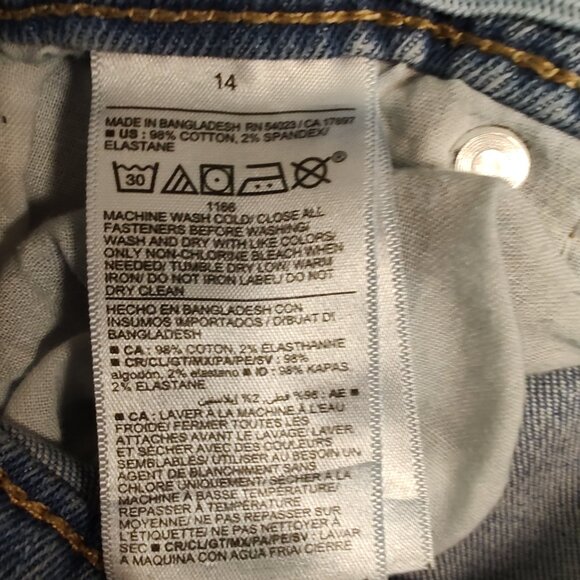 14
MADE IN BANGLADESH RN 54023 / CA 17897
■ US : 98% COTTON, 2% SPANDEX/
ELASTANE
30
®
1166
MACHINE WASH COLD/ CLOSE ALL
FASTENERS BEFORE WASHING/
WASH AND DRY WITH LIKE COLORS/
ONLY NON-CHLORINE BLEACH WHEN
NEEDED/ TUMBLE DRY LOW/ WARM
IRON/ DO NOT IRON LABEL/ DO NOT
DRY CLEAN
HECHO EN BANGLADESH CON
INSUMOS IMPORTADOS / DIBUAT DI
BANGLADESH
■ CA : 98% COTON, 2% ELASTHANNE
■ CR/CL/GT/MX/PA/PE/SV : 98%
algodón, 2% elastano ■ ID : 98% KAPAS,
2% ELASTANE
■ AE : 98% قطن, 2% إيلاستين
■ CA : LAVER À LA MACHINE À L'EAU
FROIDE/ FERMER TOUTES LES
ATTACHES AVANT LE LAVAGE/ LAVER
ET SÉCHER AVEC DES COULEURS
SEMBLABLES/ UTILISER AU BESOIN UN
AGENT DE BLANCHIMENT SANS
CHLORE UNIQUEMENT/ SÉCHER À LA
MACHINE À BASSE TEMPÉRATURE/
REPASSER À TEMPÉRATURE
MOYENNE/ NE PAS REPASSER
L'ÉTIQUETTE/ NE PAS NETTOYER À
SEC ■ CR/CL/GT/MX/PA/PE/SV : LAVAR
A MAQUINA CON AGUA FRIA/ CIERRE